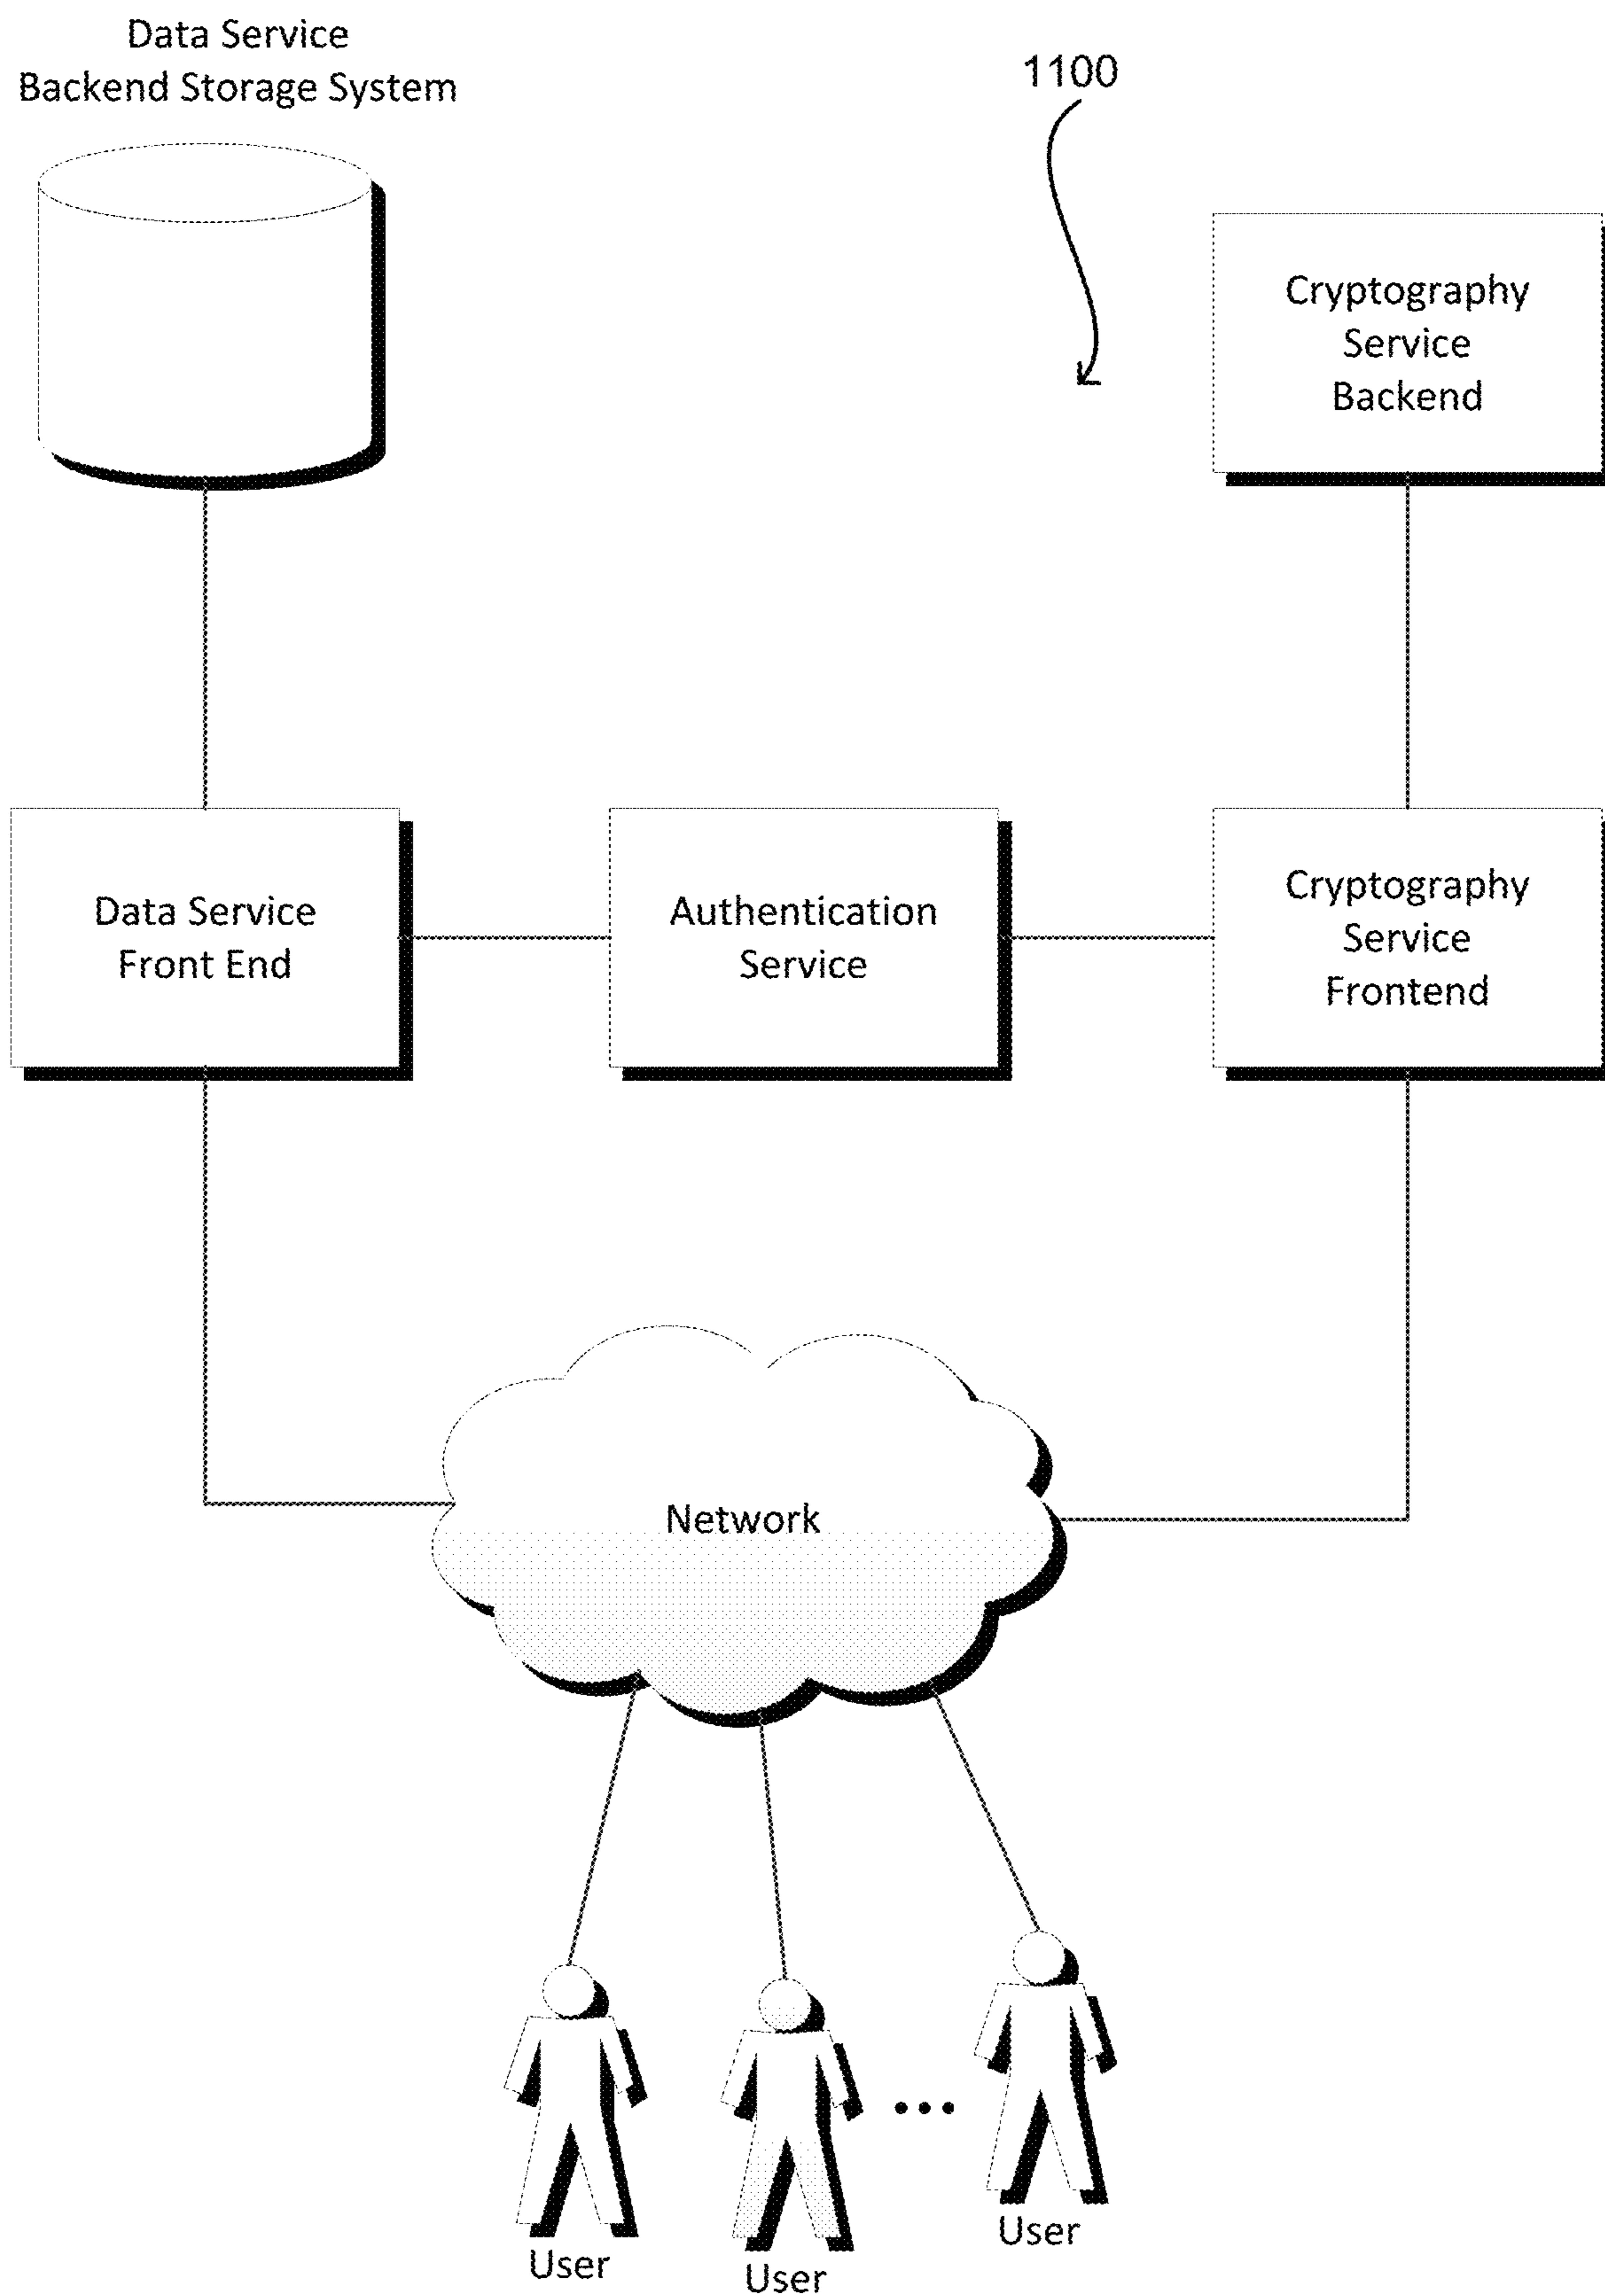 Data Service
Backend Storage System
1100
Cryptography
Service
Backend
Data Service
Front End
Authentication
Service
Cryptography
Service
Frontend
Network
User
User
User